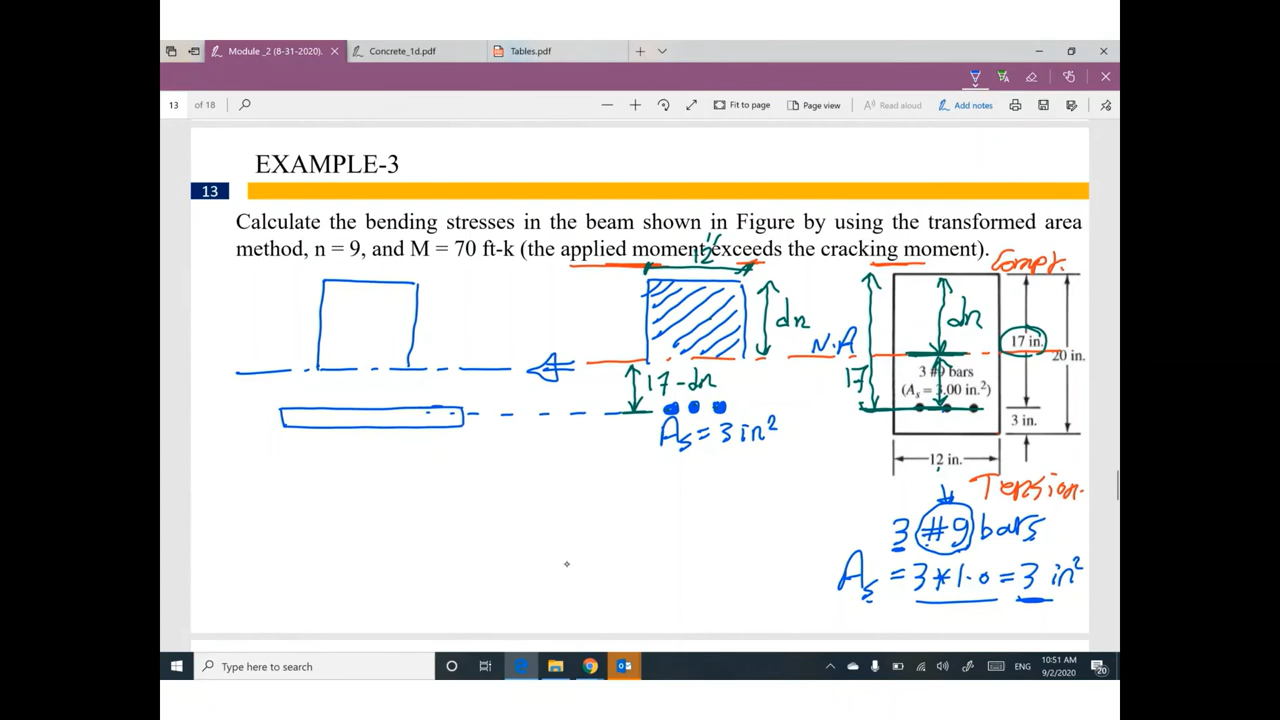 Module _2 (8-31-2020).
Concrete_1d.pdf
Tables.pdf
13 of 18
Fit to page
Page view
Read aloud
Add notes
EXAMPLE-3
13
Calculate the bending stresses in the beam shown in Figure by using the transformed area
method, n = 9, and M = 70 ft-k (the applied moment exceeds the cracking moment).
12"
Compr.
dn
dn
N.A
17 in.
20 in.
17-dn
17
3 #9 bars
(As = 3.00 in.²)
As = 3 in²
3 in.
12 in.
Tension.
3 #9 bars
As = 3*1.0 = 3 in²
Type here to search
ENG
10:51 AM
9/2/2020
20